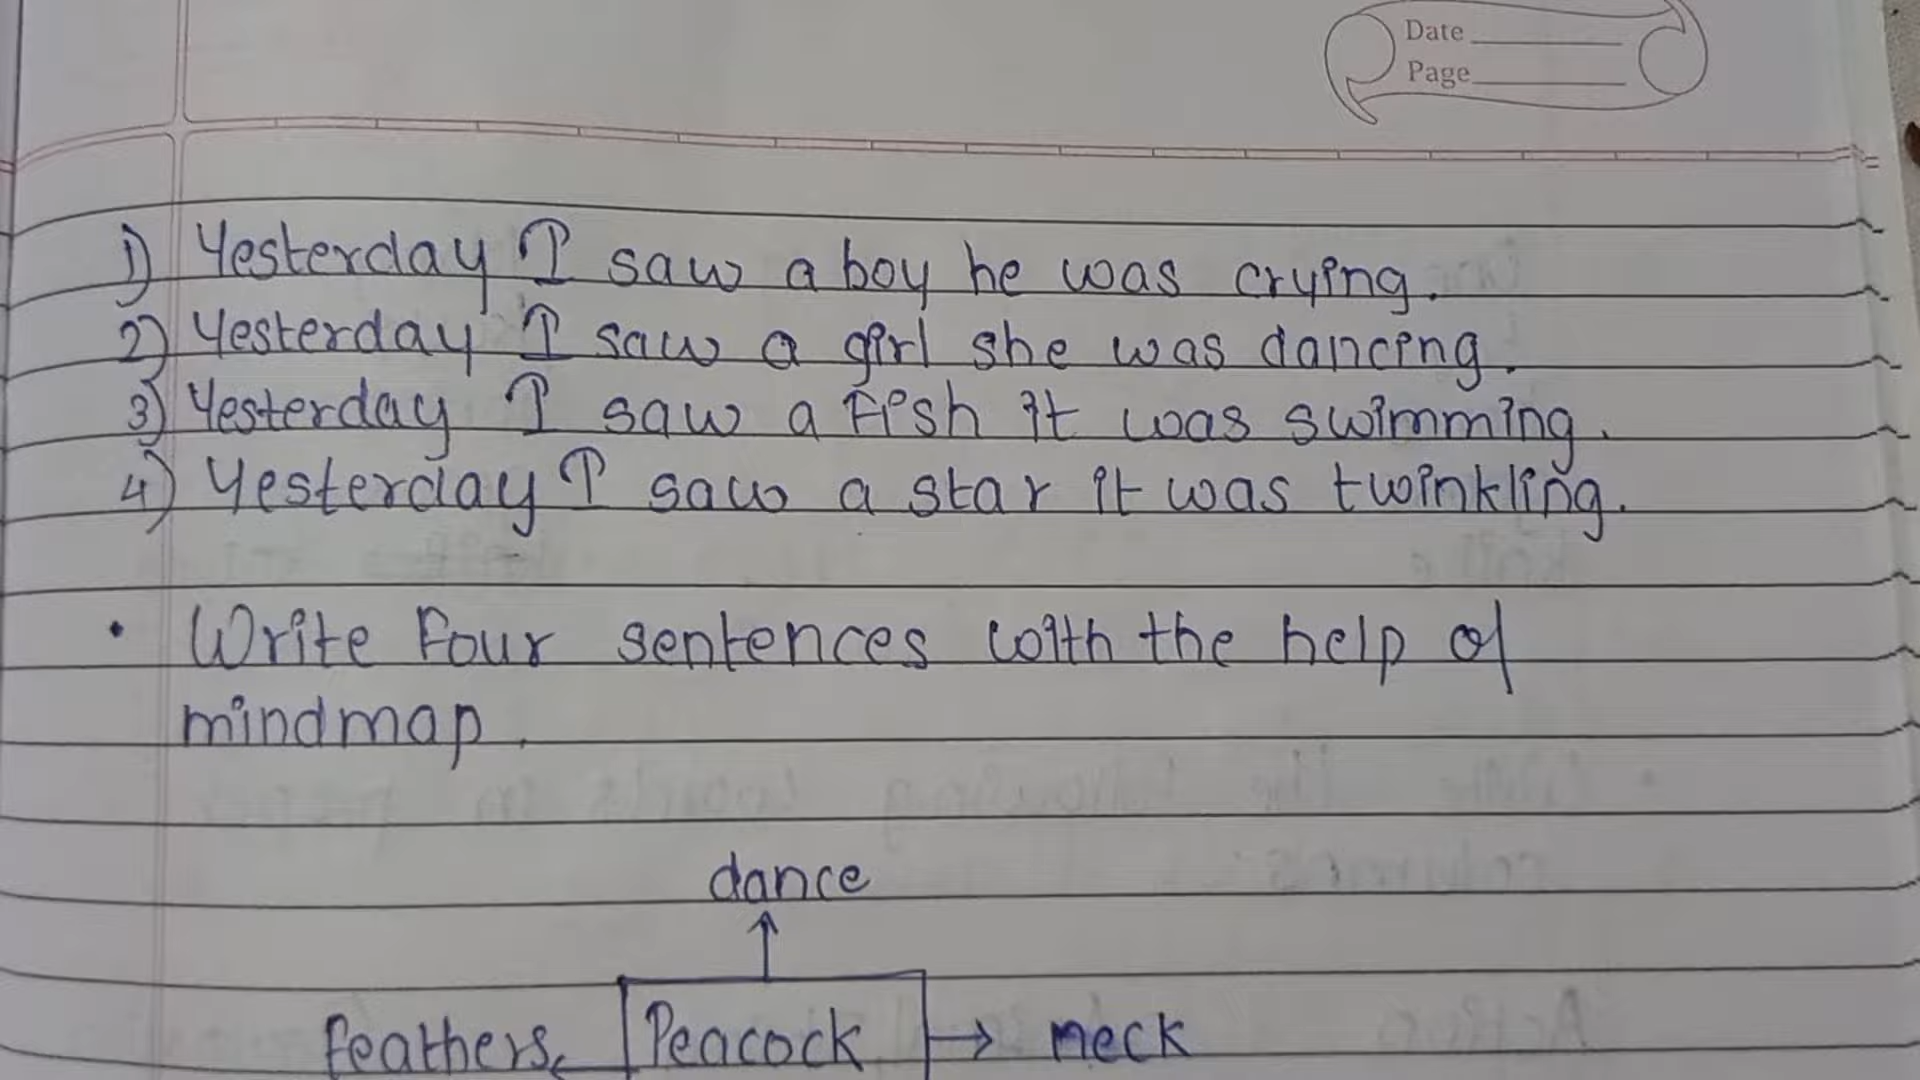 Date
Page
1) Yesterday I saw a boy he was crying.
2) Yesterday I saw a girl she was dancing.
3) Yesterday I saw a fish it was swimming.
4) Yesterday I saw a star it was twinkling.
• Write four sentences with the help of
mindmap.
dance
feathers Peacock neck